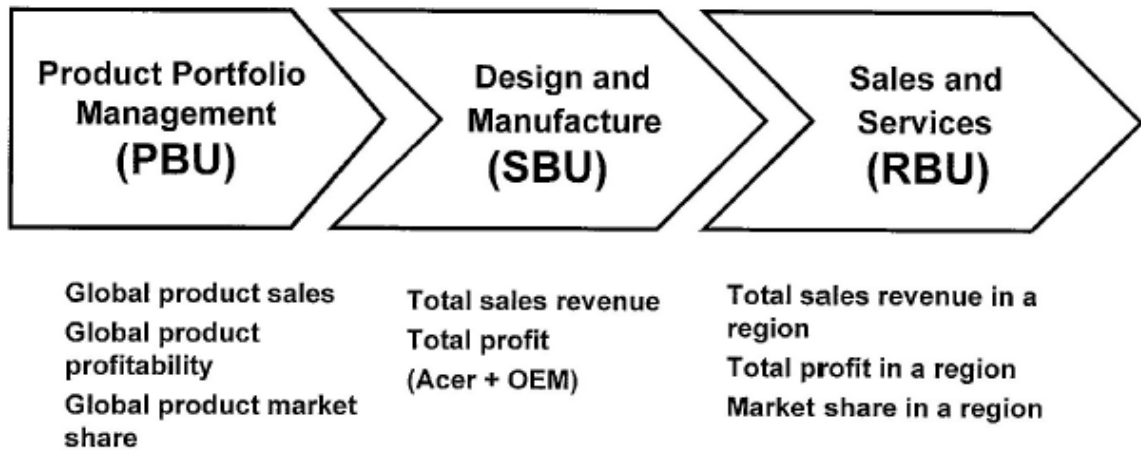 Product Portfolio
Management
(PBU)
Design and
Manufacture
(SBU)
Sales and
Services
(RBU)
Global product sales
Global product
profitability
Global product market
share
Total sales revenue
Total profit
(Acer + OEM)
Total sales revenue in a
region
Total profit in a region
Market share in a region